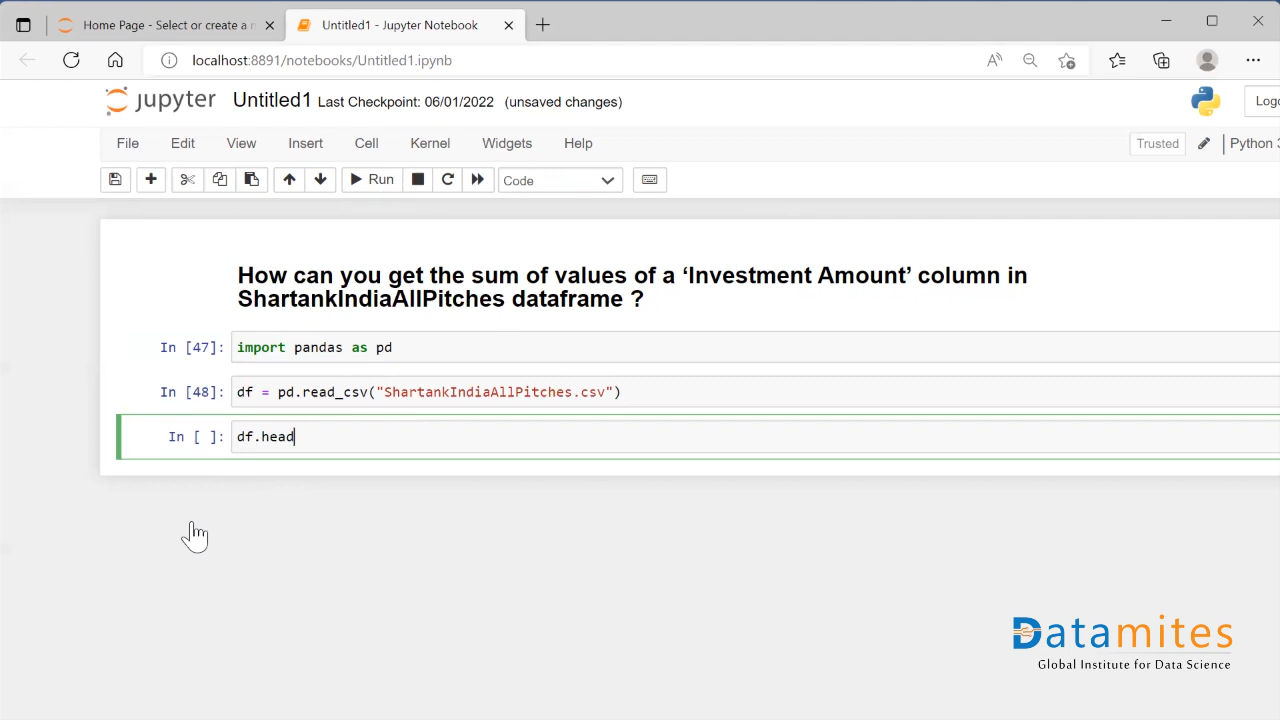 Home Page - Select or create a n
Untitled1 - Jupyter Notebook
localhost:8891/notebooks/Untitled1.ipynb
jupyter Untitled1 Last Checkpoint: 06/01/2022 (unsaved changes)
Logo
File Edit View Insert Cell Kernel Widgets Help
Trusted
Python 3
Run
Code
How can you get the sum of values of a ‘Investment Amount’ column in
ShartankIndiaAllPitches dataframe ?
In [47]: import pandas as pd
In [48]: df = pd.read_csv("ShartankIndiaAllPitches.csv")
In [ ]: df.head
Datamites
Global Institute for Data Science